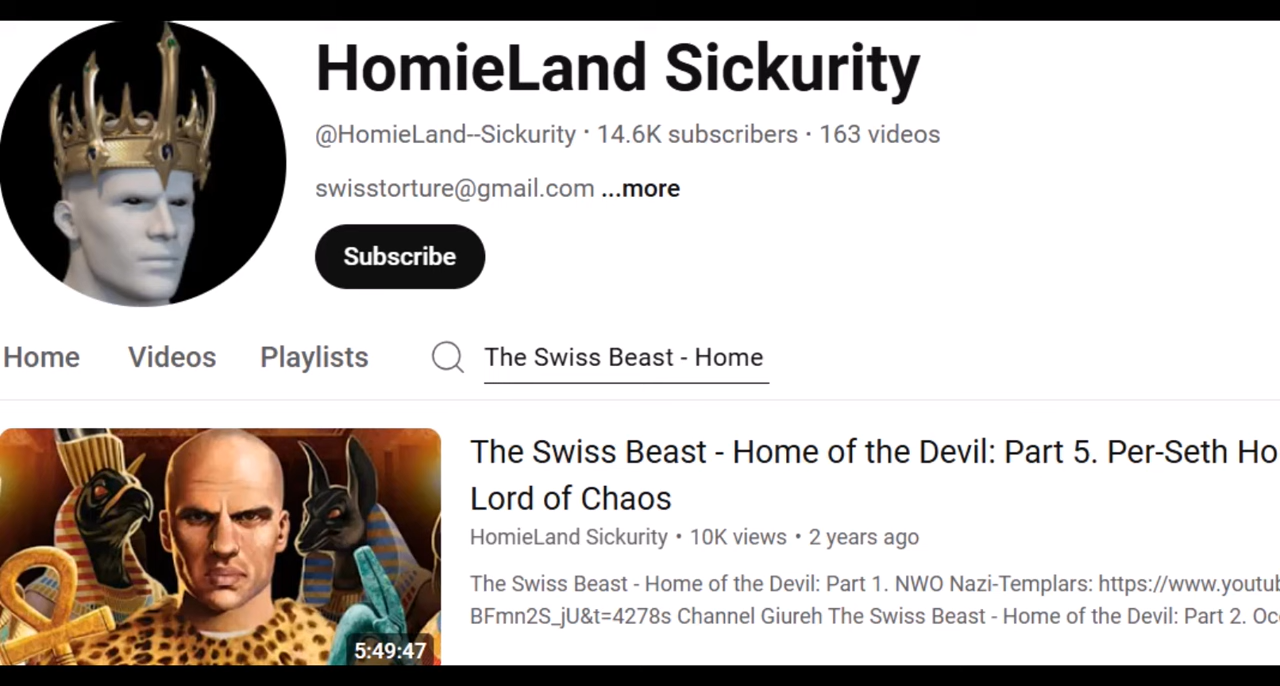 HomieLand Sickurity
@HomieLand--Sickurity · 14.6K subscribers · 163 videos
swisstorture@gmail.com ...more
Subscribe
Home Videos Playlists The Swiss Beast - Home
The Swiss Beast - Home of the Devil: Part 5. Per-Seth Ho
Lord of Chaos
HomieLand Sickurity • 10K views • 2 years ago
The Swiss Beast - Home of the Devil: Part 1. NWO Nazi-Templars: https://www.youtub
BFmn2S_jU&t=4278s Channel Giureh The Swiss Beast - Home of the Devil: Part 2. Occ
5:49:47